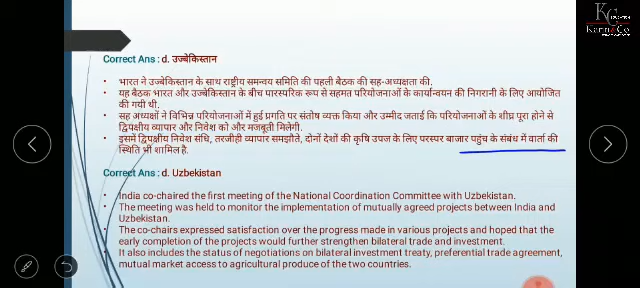 KC
Karin&Co
Correct Ans : d. उज्बेकिस्तान
• भारत ने उज्बेकिस्तान के साथ राष्ट्रीय समन्वय समिति की पहली बैठक की सह-अध्यक्षता की.
• यह बैठक भारत और उज्बेकिस्तान के बीच पारस्परिक रूप से सहमत परियोजनाओं के कार्यान्वयन की निगरानी के लिए आयोजित
की गयी थी.
• सह अध्यक्षों ने विभिन्न परियोजनाओं में हुई प्रगति पर संतोष व्यक्त किया और उम्मीद जताई कि परियोजनाओं के शीघ्र पूरा होने से
द्विपक्षीय व्यापार और निवेश को और मजबूती मिलेगी.
• इसमें द्विपक्षीय निवेश संधि, तरजीही व्यापार समझौते, दोनों देशों की कृषि उपज के लिए परस्पर बाजार पहुंच के संबंध में वार्ता की
स्थिति भी शामिल है.
Correct Ans : d. Uzbekistan
• India co-chaired the first meeting of the National Coordination Committee with Uzbekistan.
• The meeting was held to monitor the implementation of mutually agreed projects between India and
Uzbekistan.
• The co-chairs expressed satisfaction over the progress made in various projects and hoped that the
early completion of the projects would further strengthen bilateral trade and investment.
• It also includes the status of negotiations on bilateral investment treaty, preferential trade agreement,
mutual market access to agricultural produce of the two countries.